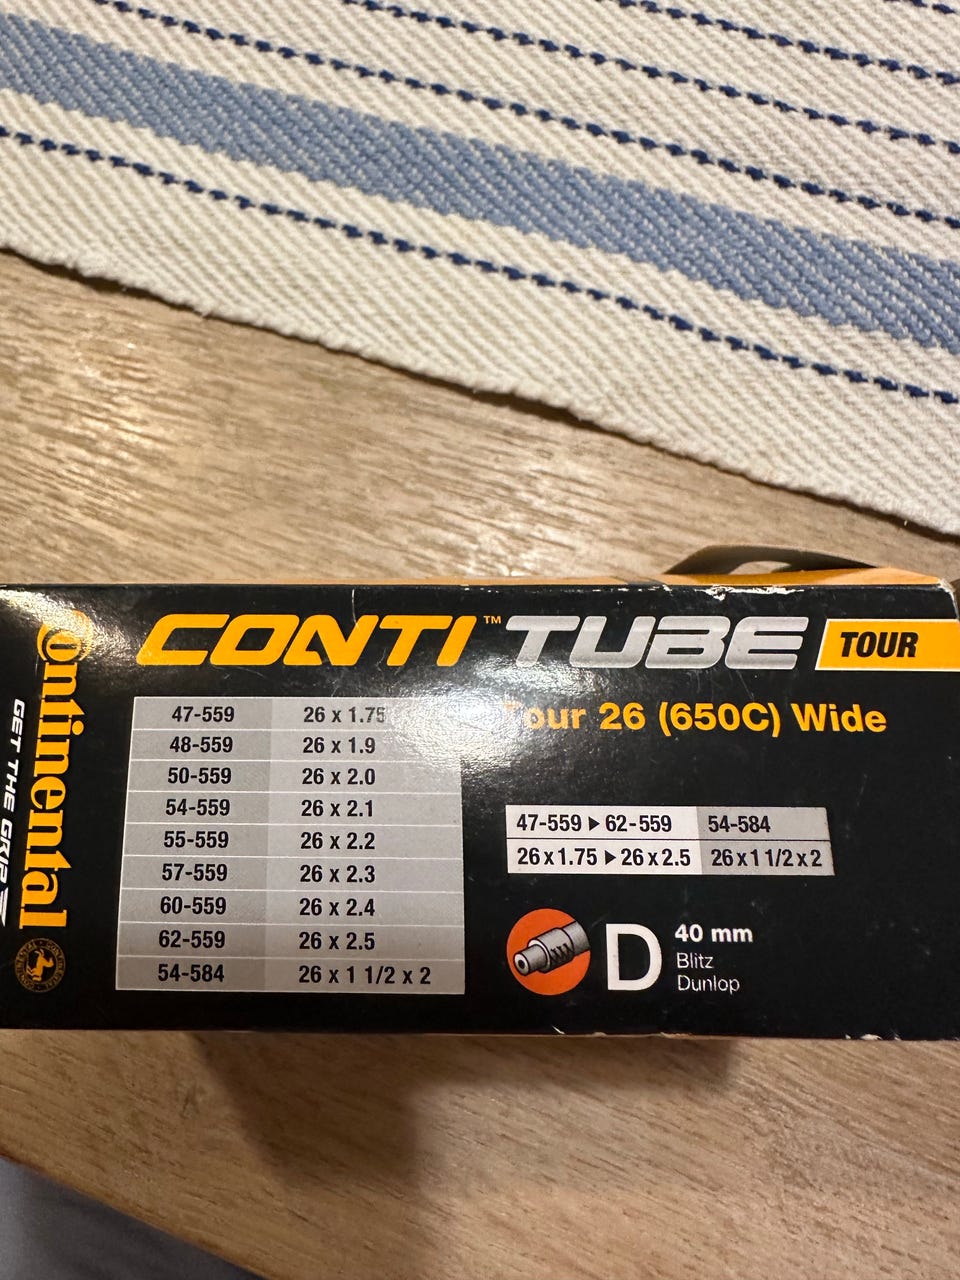 Continental
GET THE GRIP
CONTI™ TUBE TOUR
47-559 26 x 1.75
48-559 26 x 1.9
50-559 26 x 2.0
54-559 26 x 2.1
55-559 26 x 2.2
57-559 26 x 2.3
60-559 26 x 2.4
62-559 26 x 2.5
54-584 26 x 1 1/2 x 2
Tour 26 (650C) Wide
47-559 ▶ 62-559 54-584
26 x 1.75 ▶ 26 x 2.5 26 x 1 1/2 x 2
D 40 mm
Blitz
Dunlop